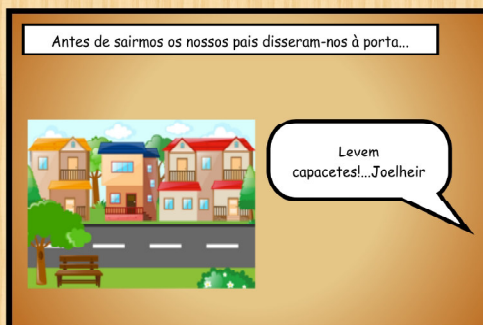 Antes de sairmos os nossos pais disseram-nos à porta...
Levem
capacetes!...Joelheir